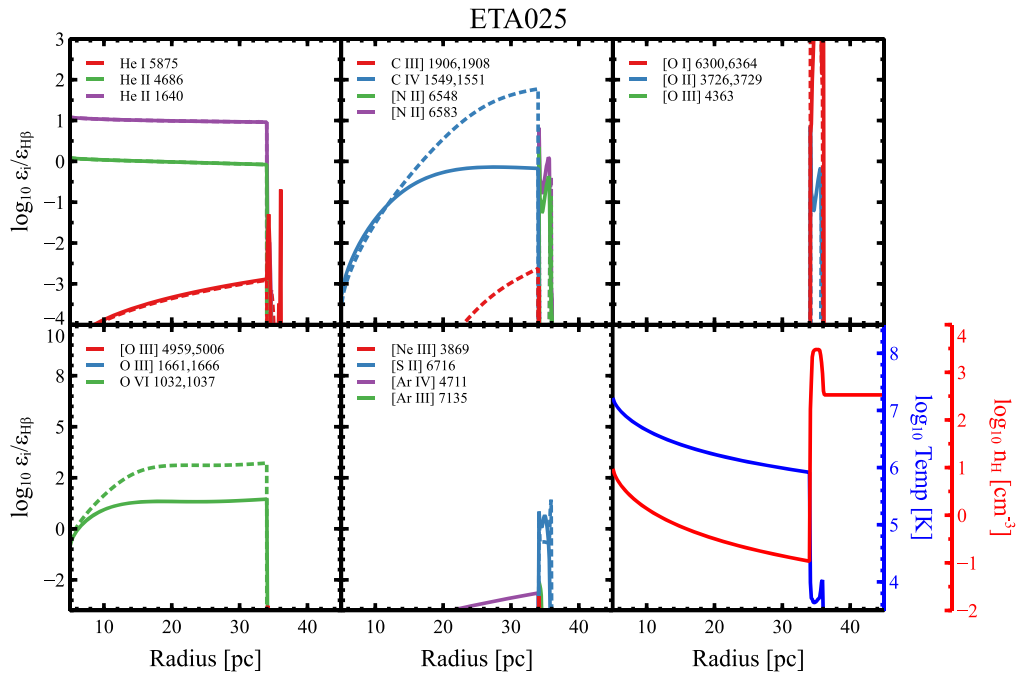 ETA025
3
2
1
0
−1
−2
−3
−4
log₁₀ εᵢ/ε_Hβ
He I 5875
He II 4686
He II 1640
C III] 1906,1908
C IV 1549,1551
[N II] 6548
[N II] 6583
[O I] 6300,6364
[O II] 3726,3729
[O III] 4363
10
8
5
2
0
−2
log₁₀ εᵢ/ε_Hβ
[O III] 4959,5006
O III] 1661,1666
O VI 1032,1037
[Ne III] 3869
[S II] 6716
[Ar IV] 4711
[Ar III] 7135
8
7
6
5
4
log₁₀ Temp [K]
4
3
2
1
0
−1
−2
log₁₀ n_H [cm⁻³]
10 20 30 40
10 20 30 40
10 20 30 40
Radius [pc]
Radius [pc]
Radius [pc]